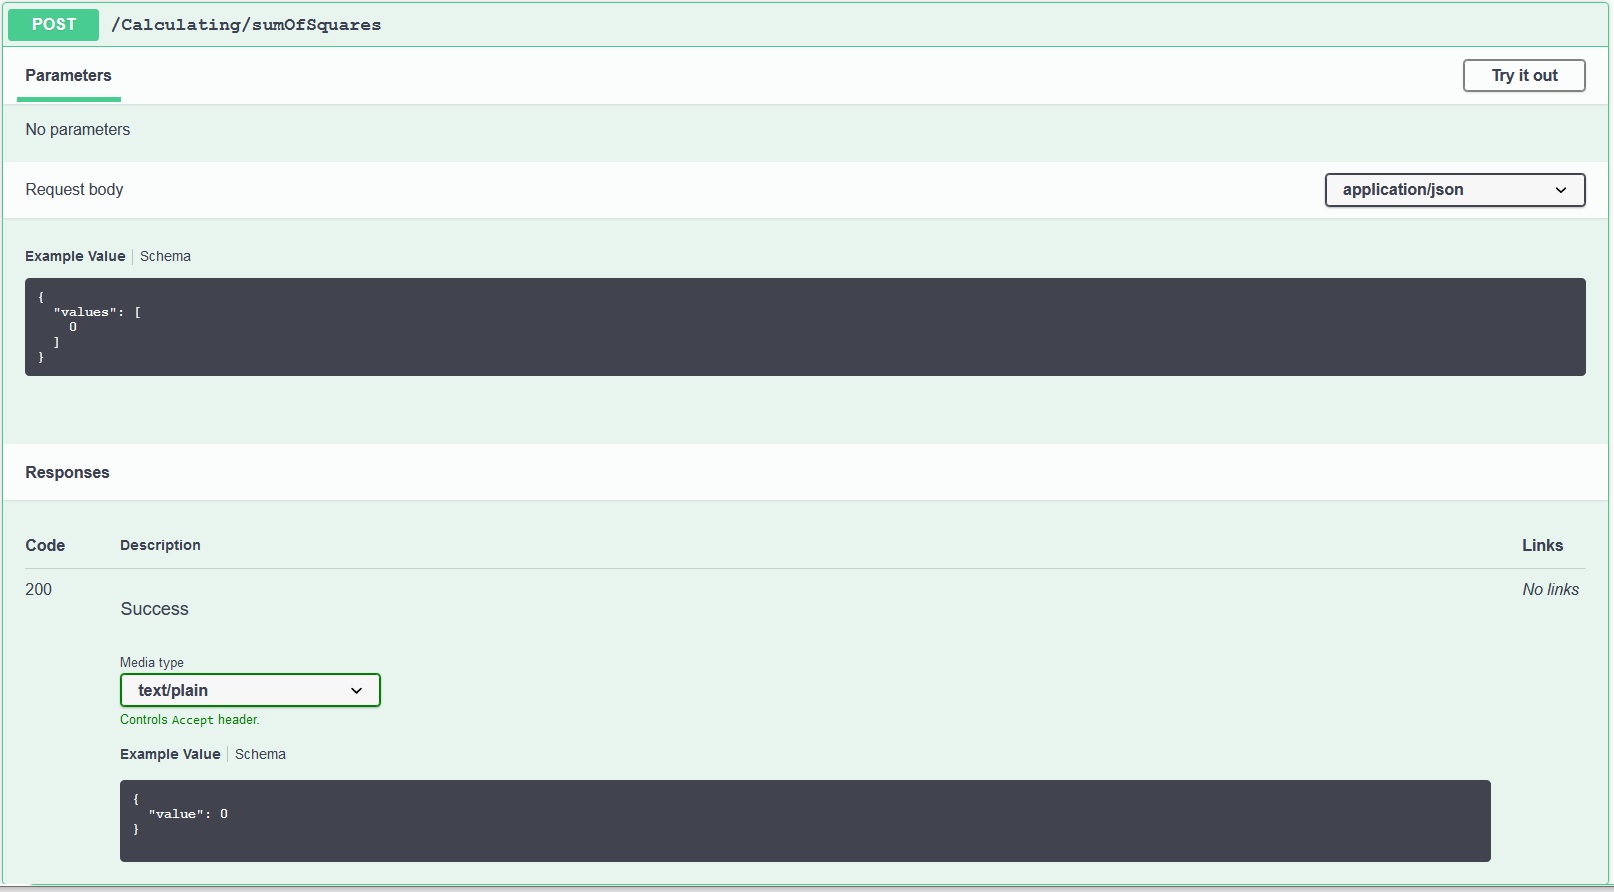 POST /Calculating/sumOfSquares
Parameters Try it out
No parameters
Request body application/json
Example Value Schema
{
"values": [
0
]
}
Responses
Code Description Links
200 No links
Success
Media type
text/plain
Controls Accept header.
Example Value Schema
{
"value": 0
}